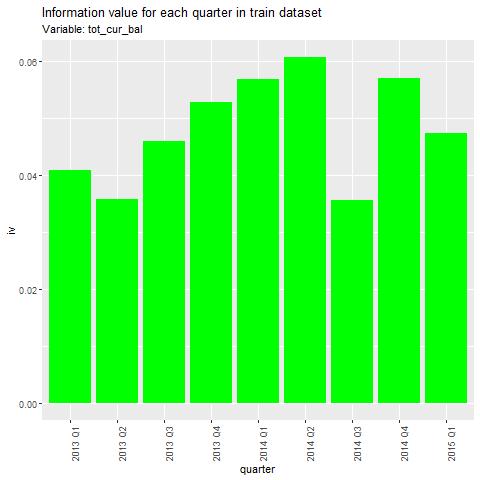 Information value for each quarter in train dataset
Variable: tot_cur_bal
0.06
0.04
0.02
0.00
iv
2013 Q1
2013 Q2
2013 Q3
2013 Q4
2014 Q1
2014 Q2
2014 Q3
2014 Q4
2015 Q1
quarter